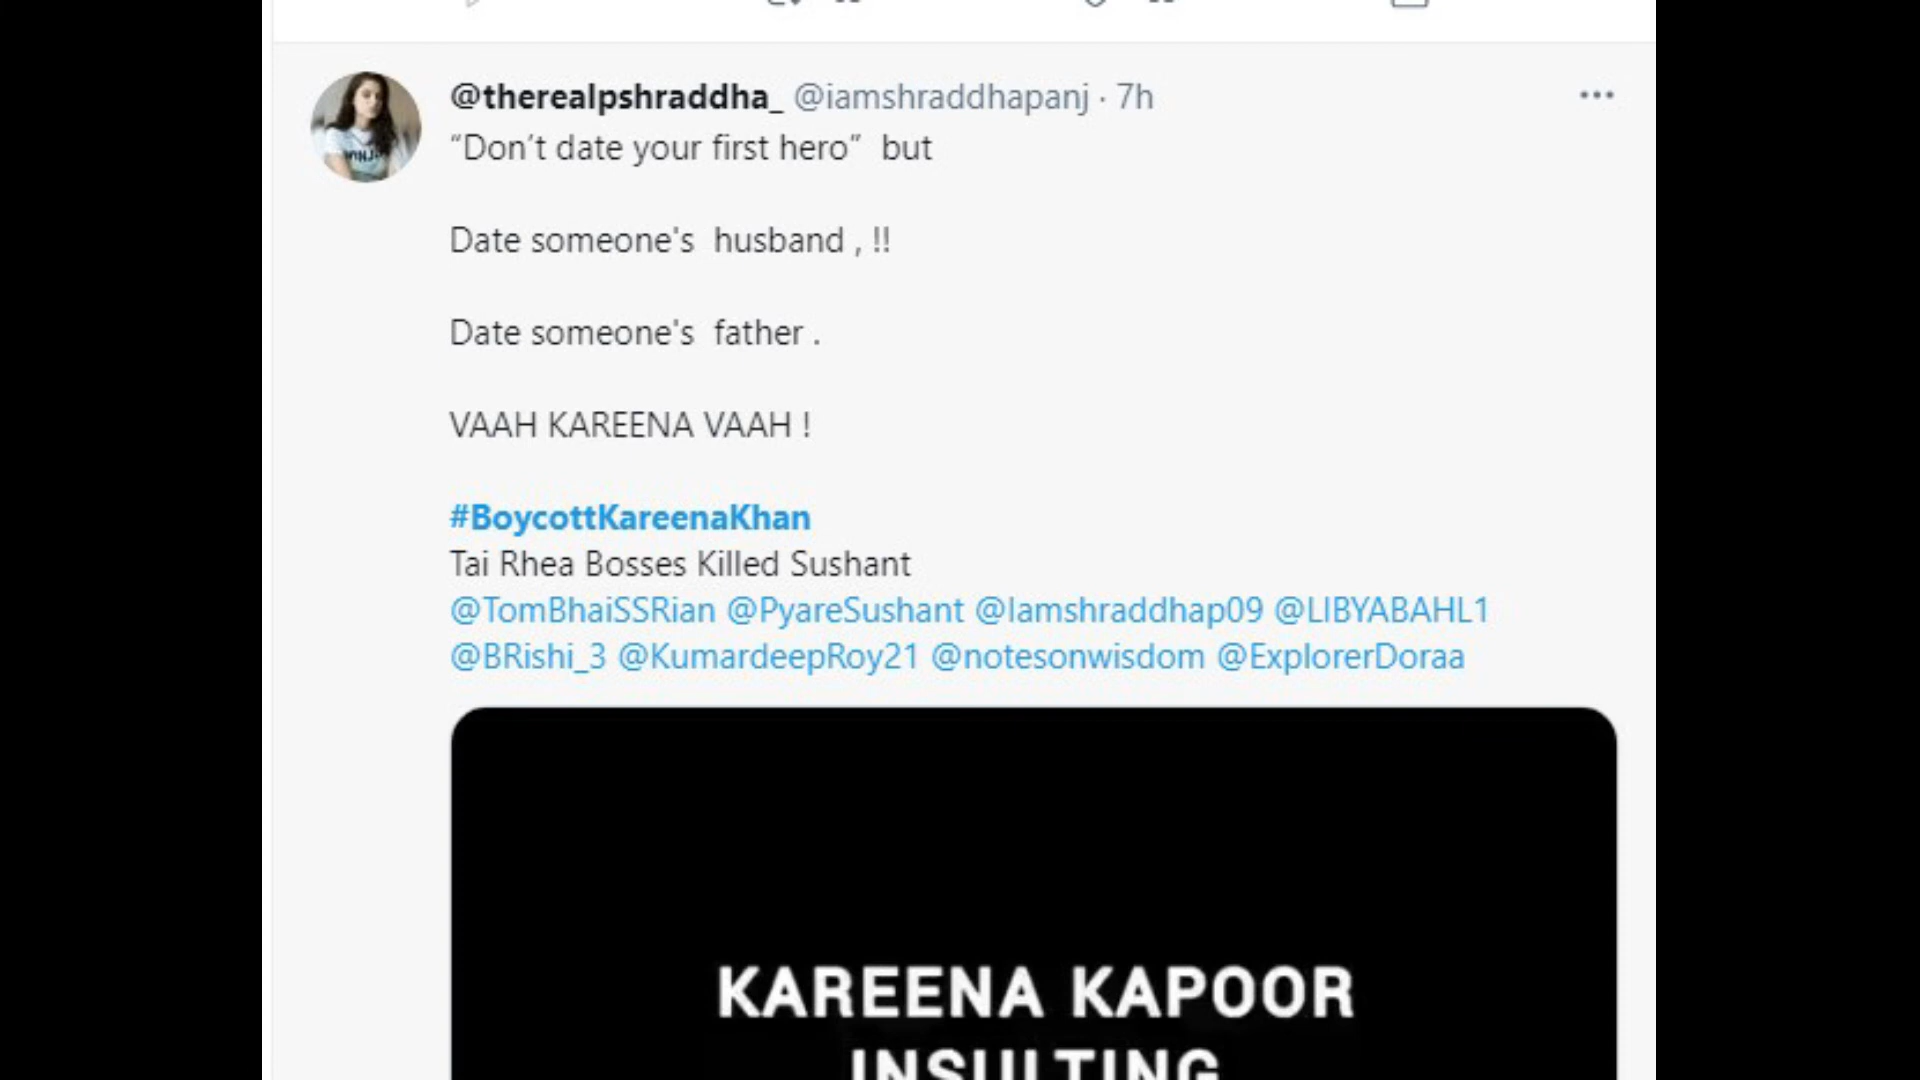 @therealpshraddha_ @iamshraddhapanj · 7h
“Don’t date your first hero” but
Date someone's husband , !!
Date someone's father .
VAAH KAREENA VAAH !
#BoycottKareenaKhan
Tai Rhea Bosses Killed Sushant
@TomBhaiSSRian @PyareSushant @Iamshraddhap09 @LIBYABAHL1
@BRishi_3 @KumardeepRoy21 @notesonwisdom @ExplorerDoraa
KAREENA KAPOOR
INSULTING